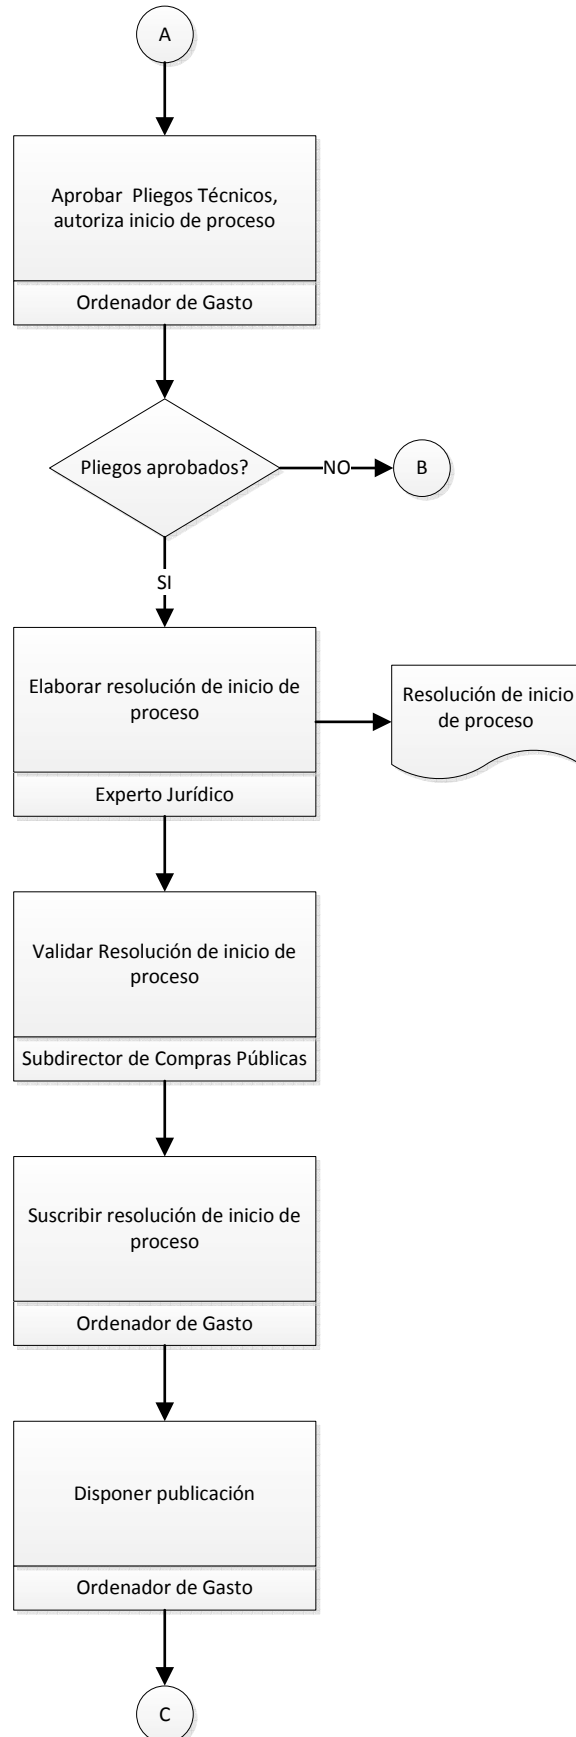 A
Aprobar Pliegos Técnicos,
autoriza inicio de proceso
Ordenador de Gasto
Pliegos aprobados?
NO
B
SI
Elaborar resolución de inicio de
proceso
Experto Jurídico
Resolución de inicio
de proceso
Validar Resolución de inicio de
proceso
Subdirector de Compras Públicas
Suscribir resolución de inicio de
proceso
Ordenador de Gasto
Disponer publicación
Ordenador de Gasto
C